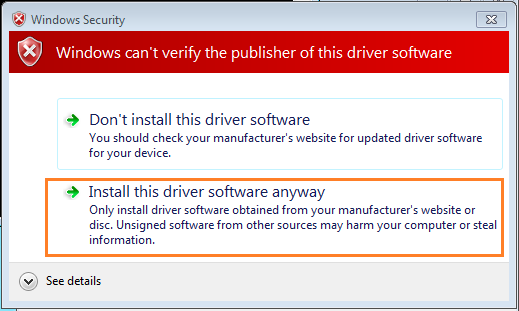 Windows Security
Windows can't verify the publisher of this driver software
Don't install this driver software
You should check your manufacturer's website for updated driver software
for your device.
Install this driver software anyway
Only install driver software obtained from your manufacturer's website or
disc. Unsigned software from other sources may harm your computer or steal
information.
See details